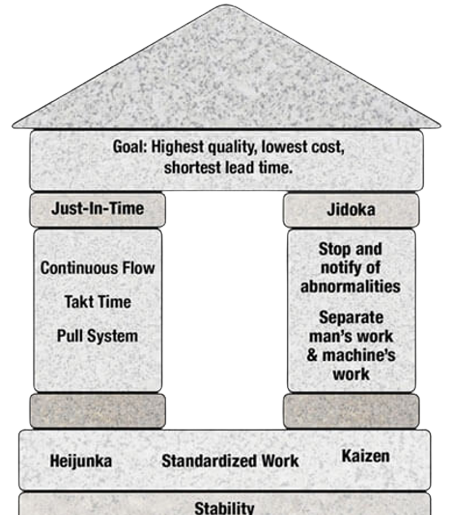 Goal: Highest quality, lowest cost,
shortest lead time.
Just-In-Time
Jidoka
Continuous Flow
Takt Time
Pull System
Stop and
notify of
abnormalities
Separate
man's work
& machine's
work
Heijunka
Standardized Work
Kaizen
Stability